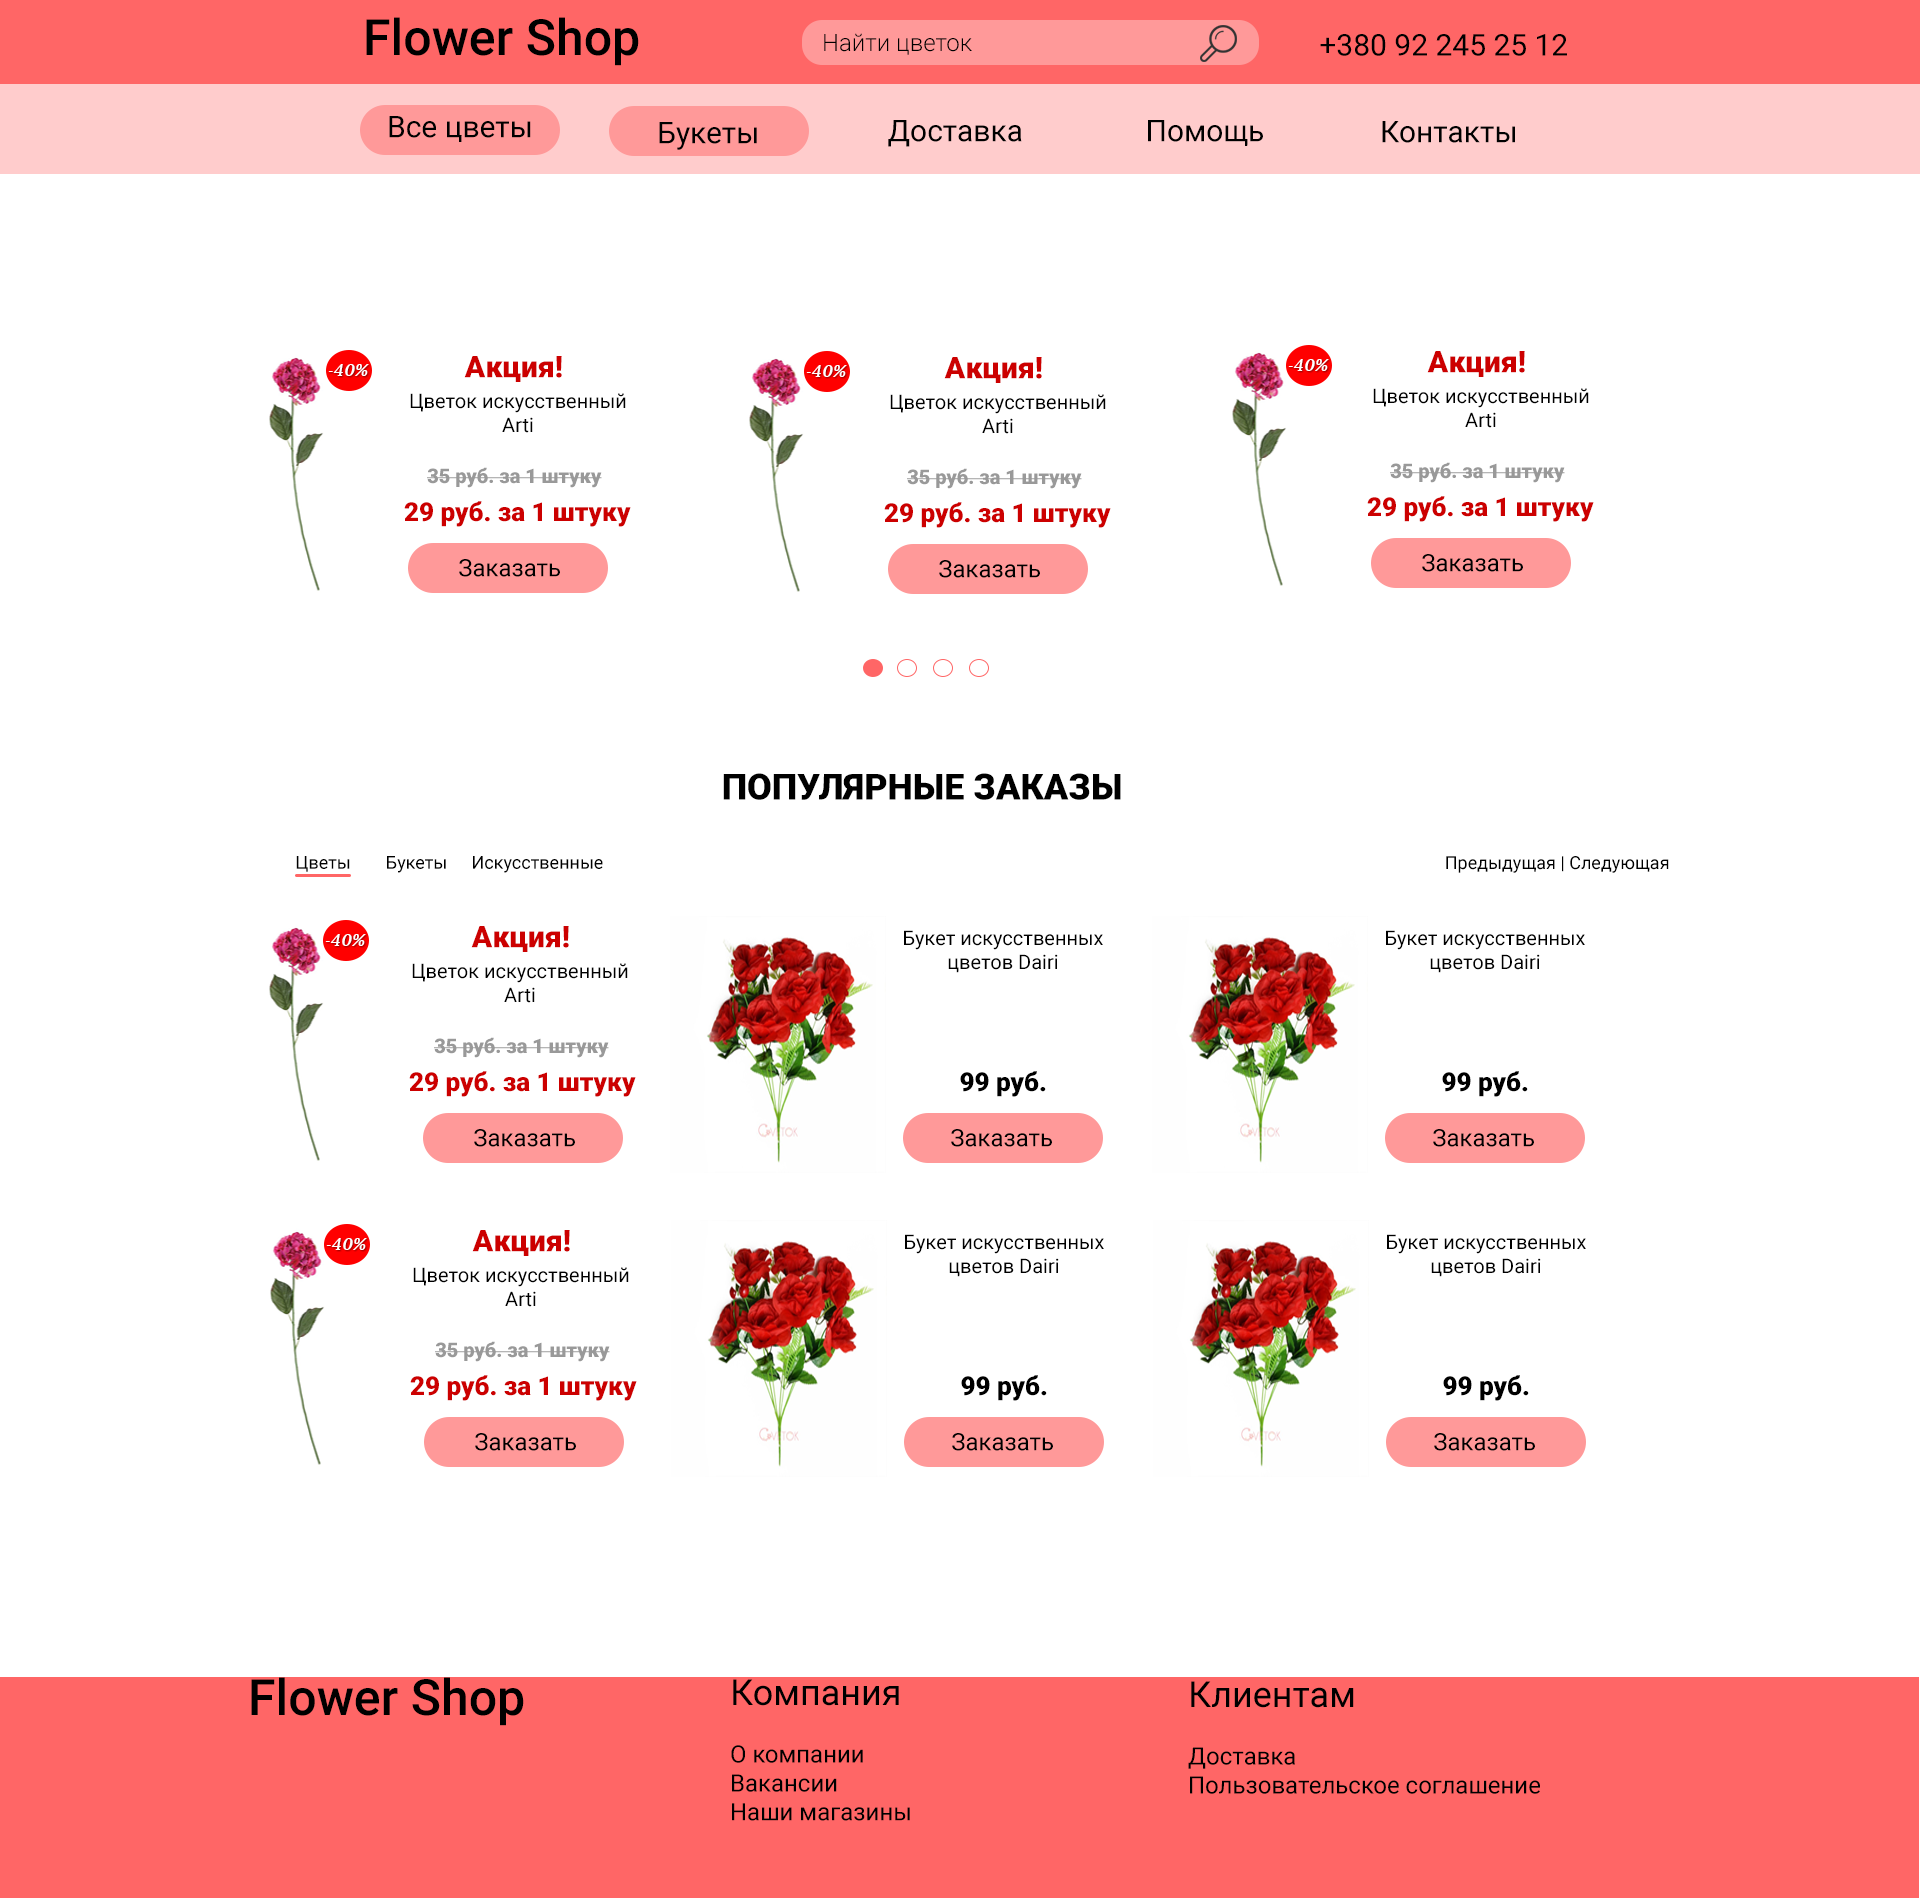 Flower Shop
Найти цветок
+380 92 245 25 12
Все цветы
Букеты
Доставка
Помощь
Контакты
-40%
Акция!
Цветок искусственный
Arti
35 руб. за 1 штуку
29 руб. за 1 штуку
Заказать
-40%
Акция!
Цветок искусственный
Arti
35 руб. за 1 штуку
29 руб. за 1 штуку
Заказать
-40%
Акция!
Цветок искусственный
Arti
35 руб. за 1 штуку
29 руб. за 1 штуку
Заказать
ПОПУЛЯРНЫЕ ЗАКАЗЫ
Цветы
Букеты
Искусственные
Предыдущая | Следующая
-40%
Акция!
Цветок искусственный
Arti
35 руб. за 1 штуку
29 руб. за 1 штуку
Заказать
Букет искусственных
цветов Dairi
99 руб.
Заказать
Букет искусственных
цветов Dairi
99 руб.
Заказать
-40%
Акция!
Цветок искусственный
Arti
35 руб. за 1 штуку
29 руб. за 1 штуку
Заказать
Букет искусственных
цветов Dairi
99 руб.
Заказать
Букет искусственных
цветов Dairi
99 руб.
Заказать
Flower Shop
Компания
О компании
Вакансии
Наши магазины
Клиентам
Доставка
Пользовательское соглашение